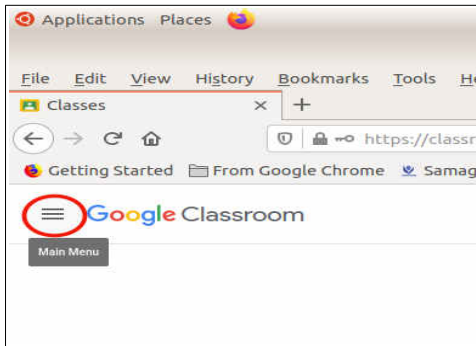 Applications Places
File Edit View History Bookmarks Tools
Classes × +
https://classr
Getting Started From Google Chrome Samag
Google Classroom
Main Menu